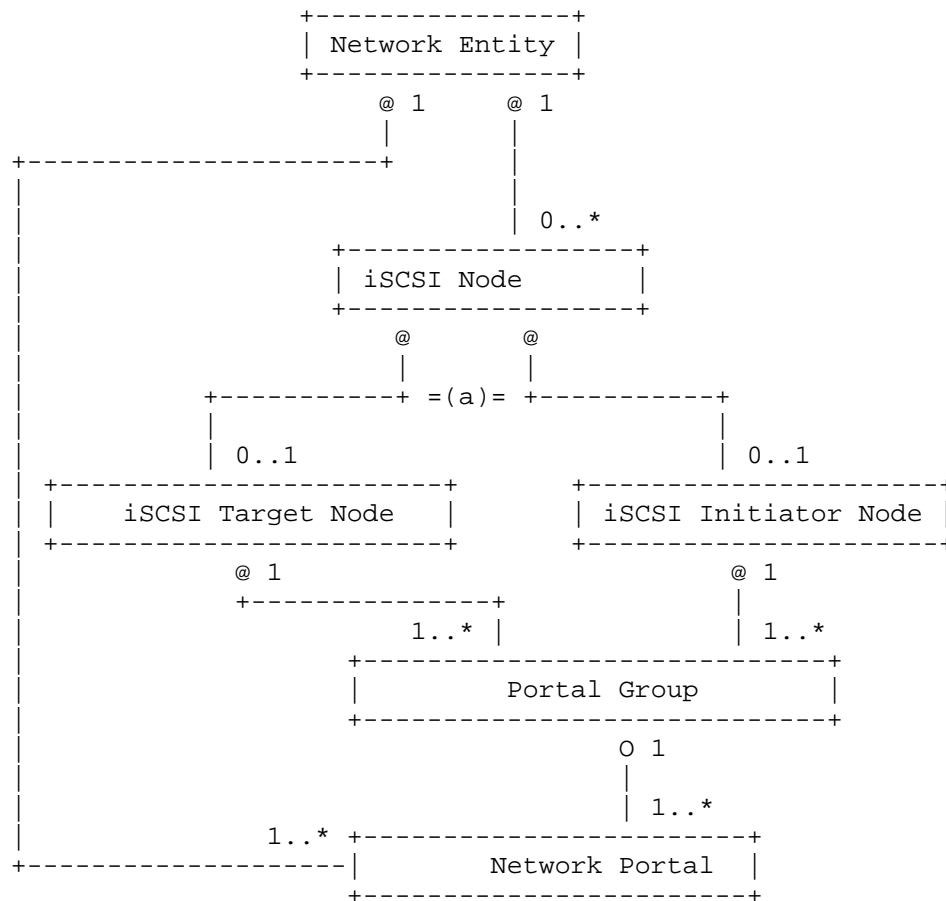 Network Entity
@ 1 @ 1
0..*
iSCSI Node
@ @
=(a)=
0..1 0..1
iSCSI Target Node iSCSI Initiator Node
@ 1 @ 1
1..* 1..*
Portal Group
O 1
1..*
1..*
Network Portal